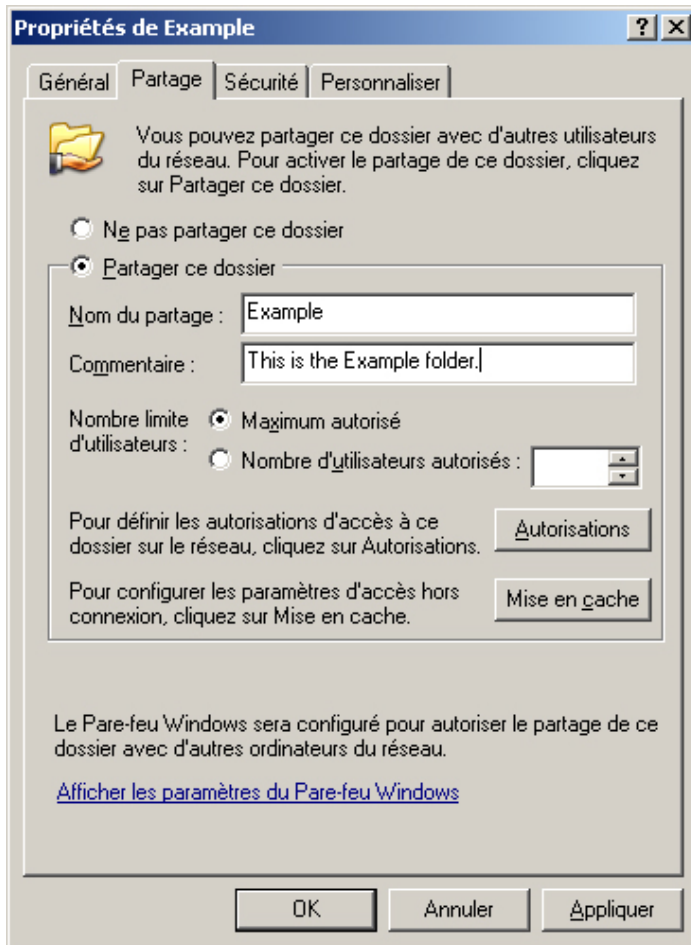 Propriétés de Example
Général Partage Sécurité Personnaliser
Vous pouvez partager ce dossier avec d'autres utilisateurs
du réseau. Pour activer le partage de ce dossier, cliquez
sur Partager ce dossier.
Ne pas partager ce dossier
Partager ce dossier
Nom du partage : Example
Commentaire : This is the Example folder.
Nombre limite
d'utilisateurs :
Maximum autorisé
Nombre d'utilisateurs autorisés :
Pour définir les autorisations d'accès à ce
dossier sur le réseau, cliquez sur Autorisations.
Autorisations
Pour configurer les paramètres d'accès hors
connexion, cliquez sur Mise en cache.
Mise en cache
Le Pare-feu Windows sera configuré pour autoriser le partage de ce
dossier avec d'autres ordinateurs du réseau.
Afficher les paramètres du Pare-feu Windows
OK Annuler Appliquer